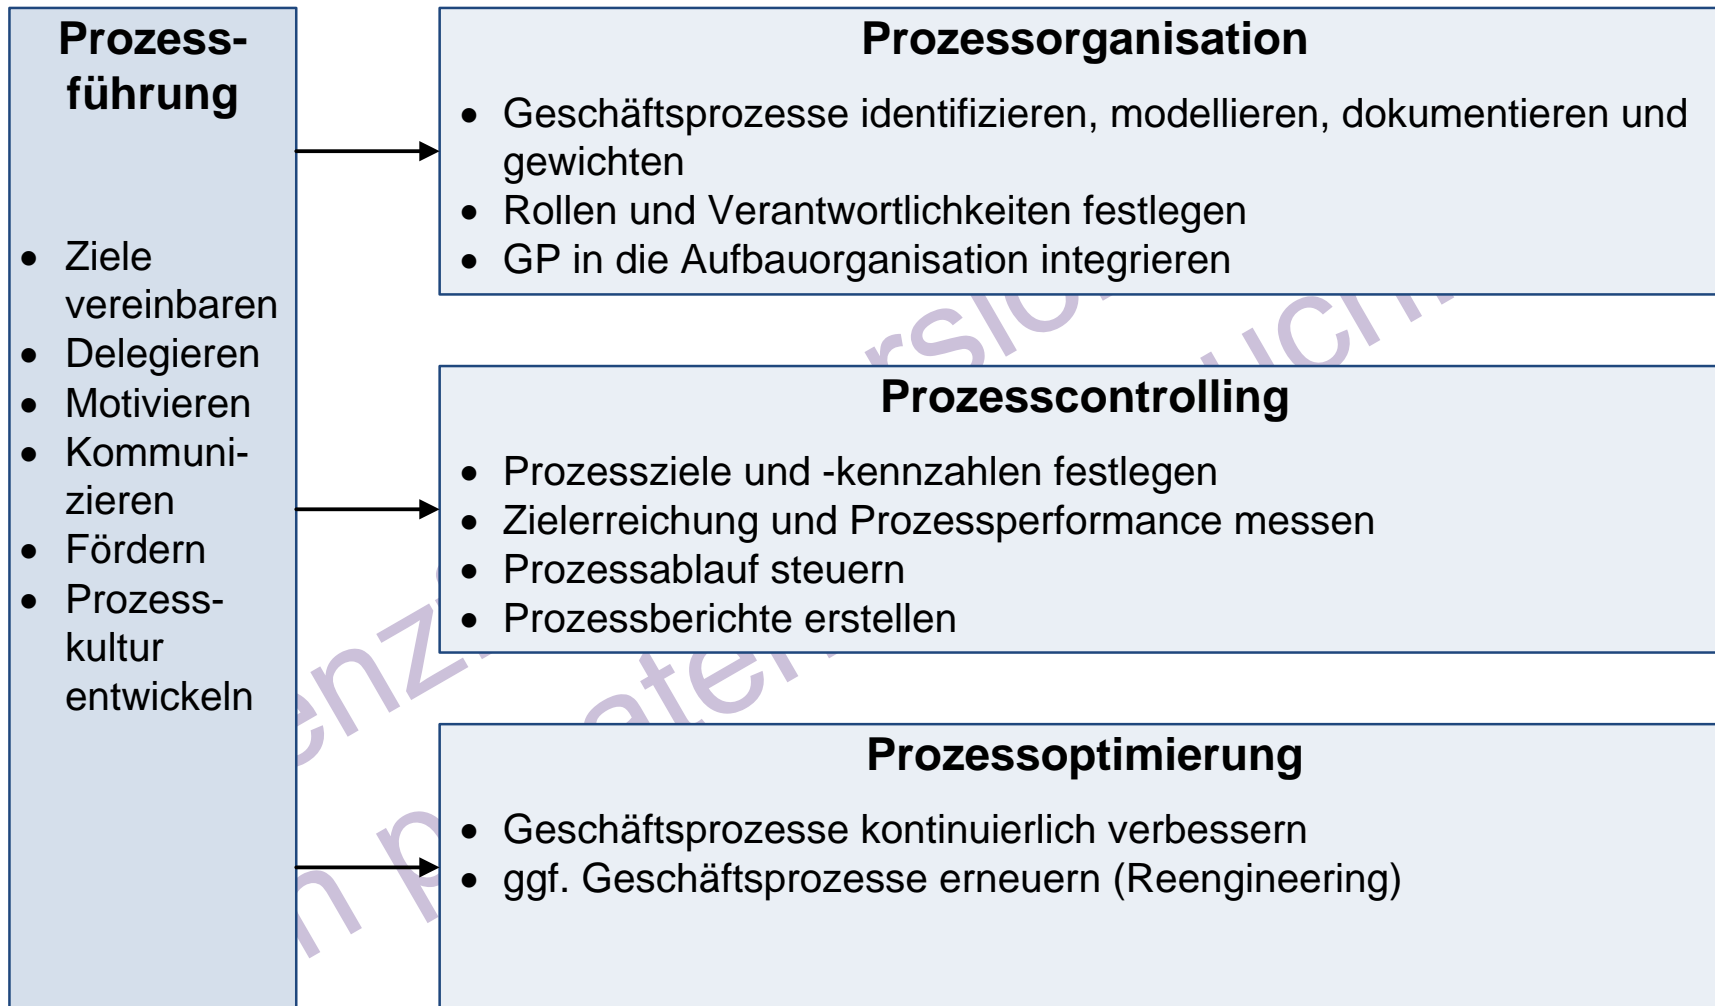 Prozess-
führung
• Ziele
vereinbaren
• Delegieren
• Motivieren
• Kommuni-
zieren
• Fördern
• Prozess-
kultur
entwickeln
Prozessorganisation
• Geschäftsprozesse identifizieren, modellieren, dokumentieren und
gewichten
• Rollen und Verantwortlichkeiten festlegen
• GP in die Aufbauorganisation integrieren
Prozesscontrolling
• Prozessziele und -kennzahlen festlegen
• Zielerreichung und Prozessperformance messen
• Prozessablauf steuern
• Prozessberichte erstellen
Prozessoptimierung
• Geschäftsprozesse kontinuierlich verbessern
• ggf. Geschäftsprozesse erneuern (Reengineering)